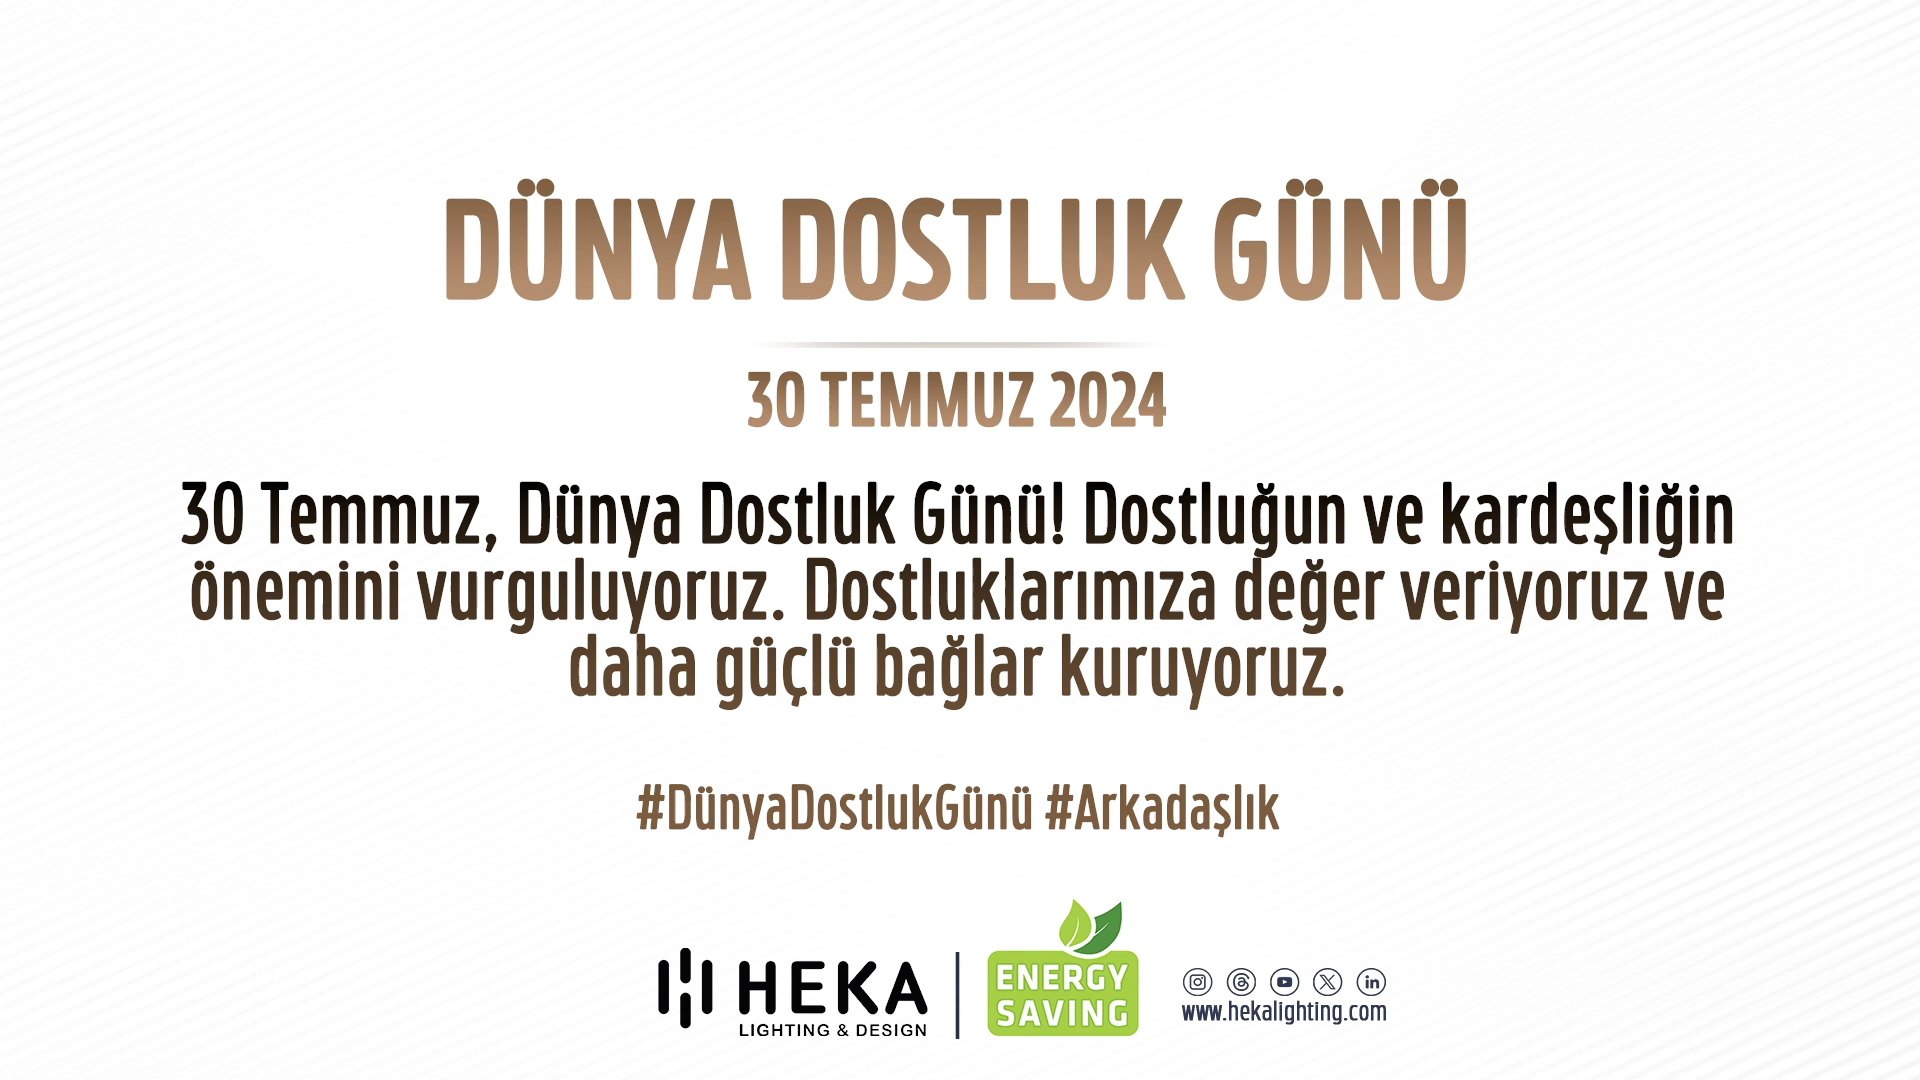 DÜNYA DOSTLUK GÜNÜ
30 TEMMUZ 2024
30 Temmuz, Dünya Dostluk Günü! Dostluğun ve kardeşliğin
önemini vurguluyoruz. Dostluklarımıza değer veriyoruz ve
daha güçlü bağlar kuruyoruz.
#DünyaDostlukGünü #Arkadaşlık
HEKA
LIGHTING & DESIGN
ENERGY
SAVING
www.hekalighting.com